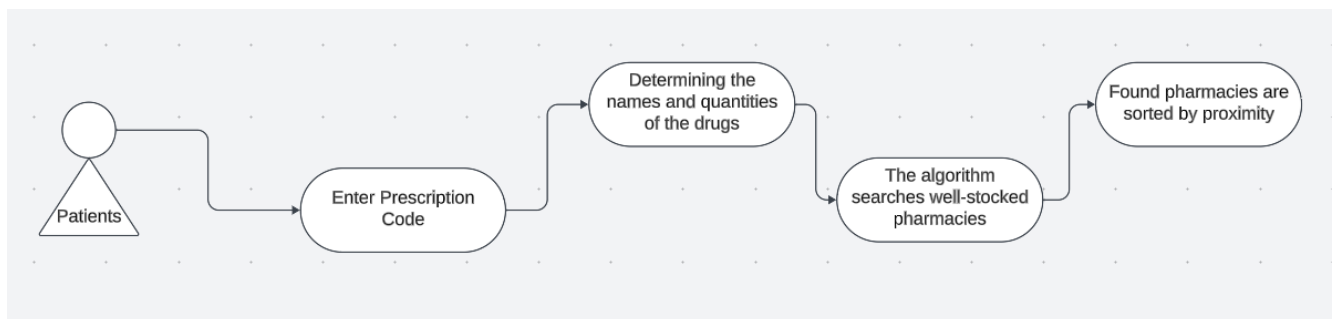 Patients
Enter Prescription
Code
Determining the
names and quantities
of the drugs
The algorithm
searches well-stocked
pharmacies
Found pharmacies are
sorted by proximity